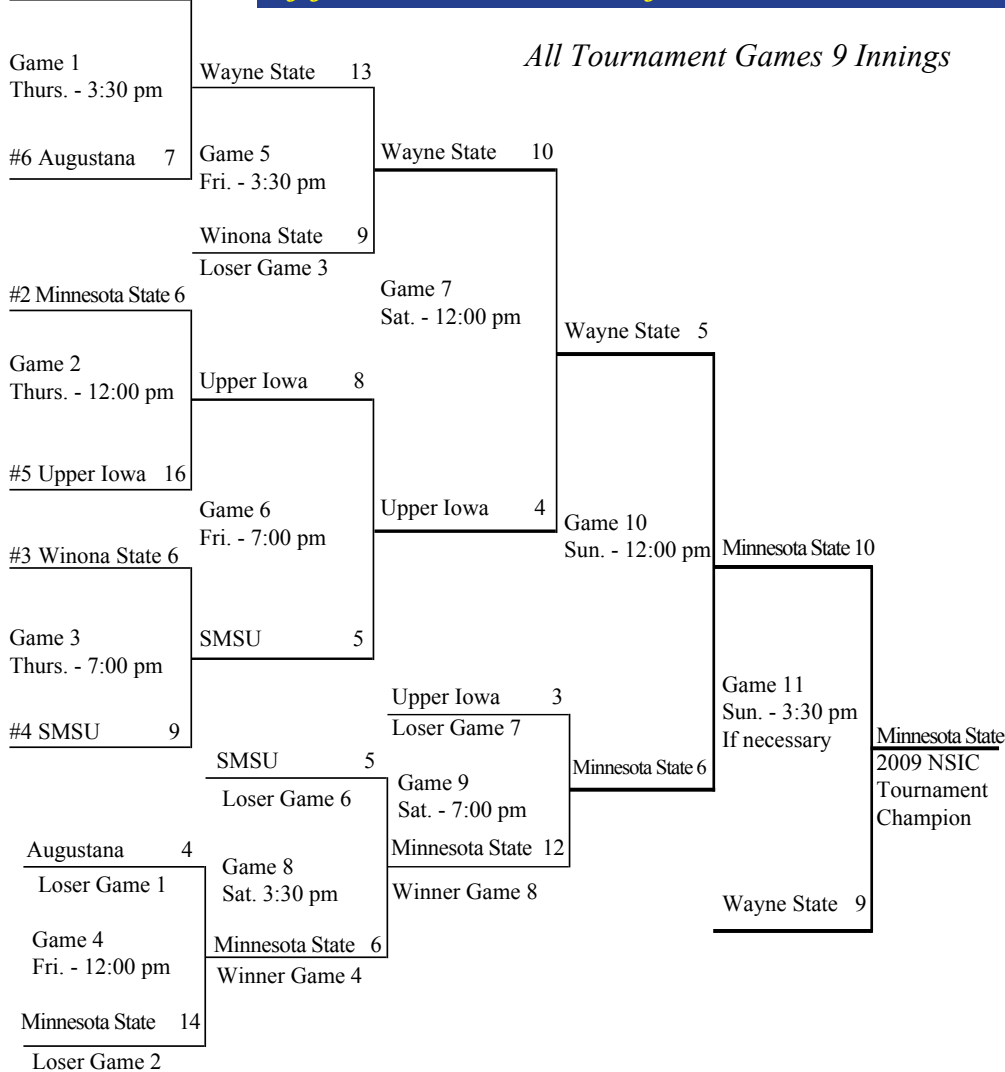 All Tournament Games 9 Innings
Game 1
Thurs. - 3:30 pm
#6 Augustana 7
Wayne State 13
Game 5
Fri. - 3:30 pm
Winona State 9
Loser Game 3
Wayne State 10
#2 Minnesota State 6
Game 2
Thurs. - 12:00 pm
#5 Upper Iowa 16
Upper Iowa 8
Game 6
Fri. - 7:00 pm
#3 Winona State 6
Game 3
Thurs. - 7:00 pm
#4 SMSU 9
SMSU 5
Game 7
Sat. - 12:00 pm
Upper Iowa 4
Wayne State 5
Game 10
Sun. - 12:00 pm
Minnesota State 10
Game 11
Sun. - 3:30 pm
If necessary
Minnesota State
2009 NSIC
Tournament
Champion
Wayne State 9
Upper Iowa 3
Loser Game 7
Game 9
Sat. - 7:00 pm
Minnesota State 6
SMSU 5
Loser Game 6
Game 8
Sat. 3:30 pm
Minnesota State 12
Winner Game 8
Augustana 4
Loser Game 1
Game 4
Fri. - 12:00 pm
Minnesota State 6
Winner Game 4
Minnesota State 14
Loser Game 2